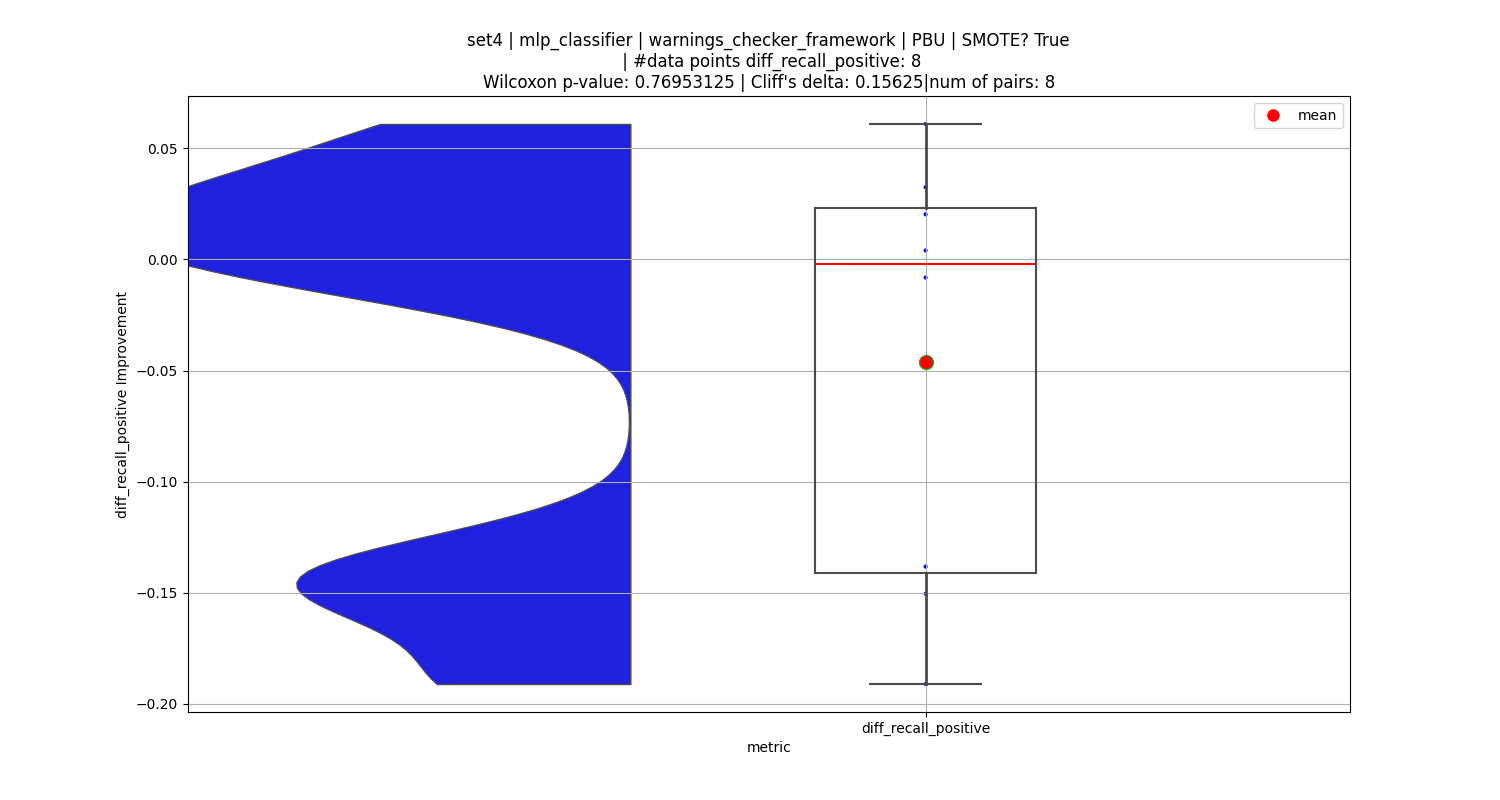 set4 | mlp_classifier | warnings_checker_framework | PBU | SMOTE? True
| #data points diff_recall_positive: 8
Wilcoxon p-value: 0.76953125 | Cliff's delta: 0.15625|num of pairs: 8
mean
0.05
0.00
−0.05
−0.10
−0.15
−0.20
diff_recall_positive Improvement
diff_recall_positive
metric